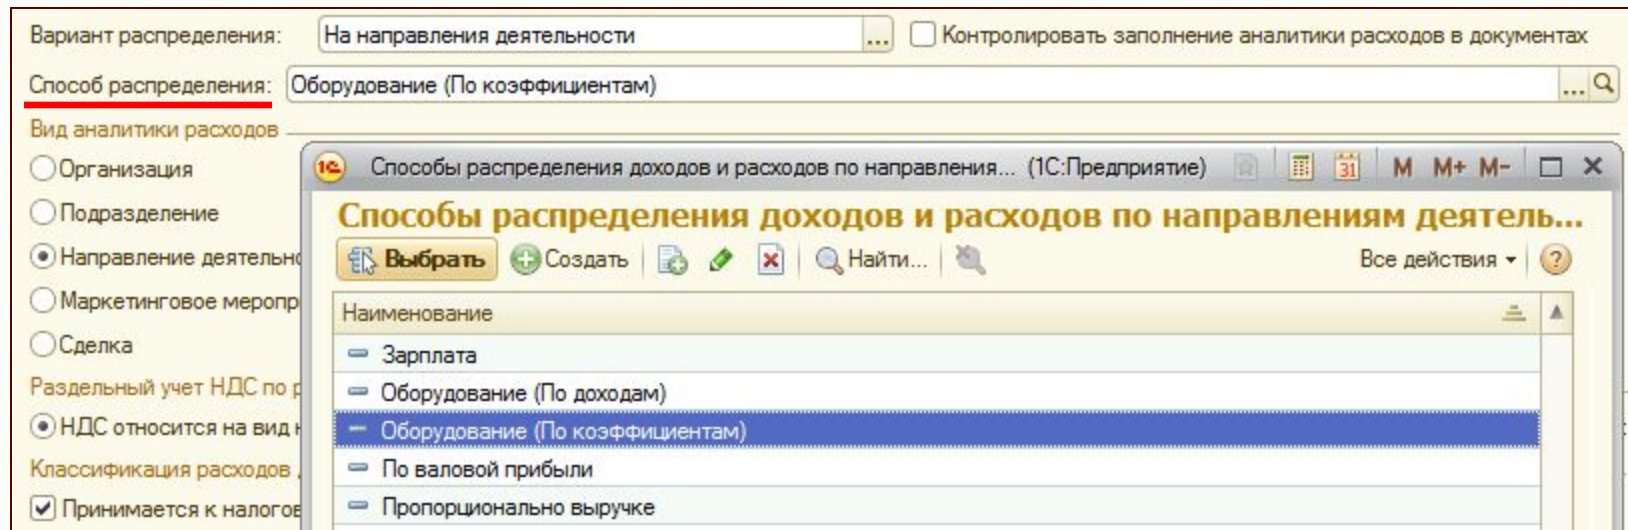 Вариант распределения: На направления деятельности ... Контролировать заполнение аналитики расходов в документах
Способ распределения: Оборудование (По коэффициентам) ...
Вид аналитики расходов
Организация
Подразделение
Направление деятельно
Маркетинговое меропр
Сделка
Раздельный учет НДС по р
НДС относится на вид н
Классификация расходов
Принимается к налогов
1С Способы распределения доходов и расходов по направления... (1С:Предприятие) 31 M M+ M-
Способы распределения доходов и расходов по направлениям деятель...
Выбрать Создать Найти... Все действия ?
Наименование
Зарплата
Оборудование (По доходам)
Оборудование (По коэффициентам)
По валовой прибыли
Пропорционально выручке